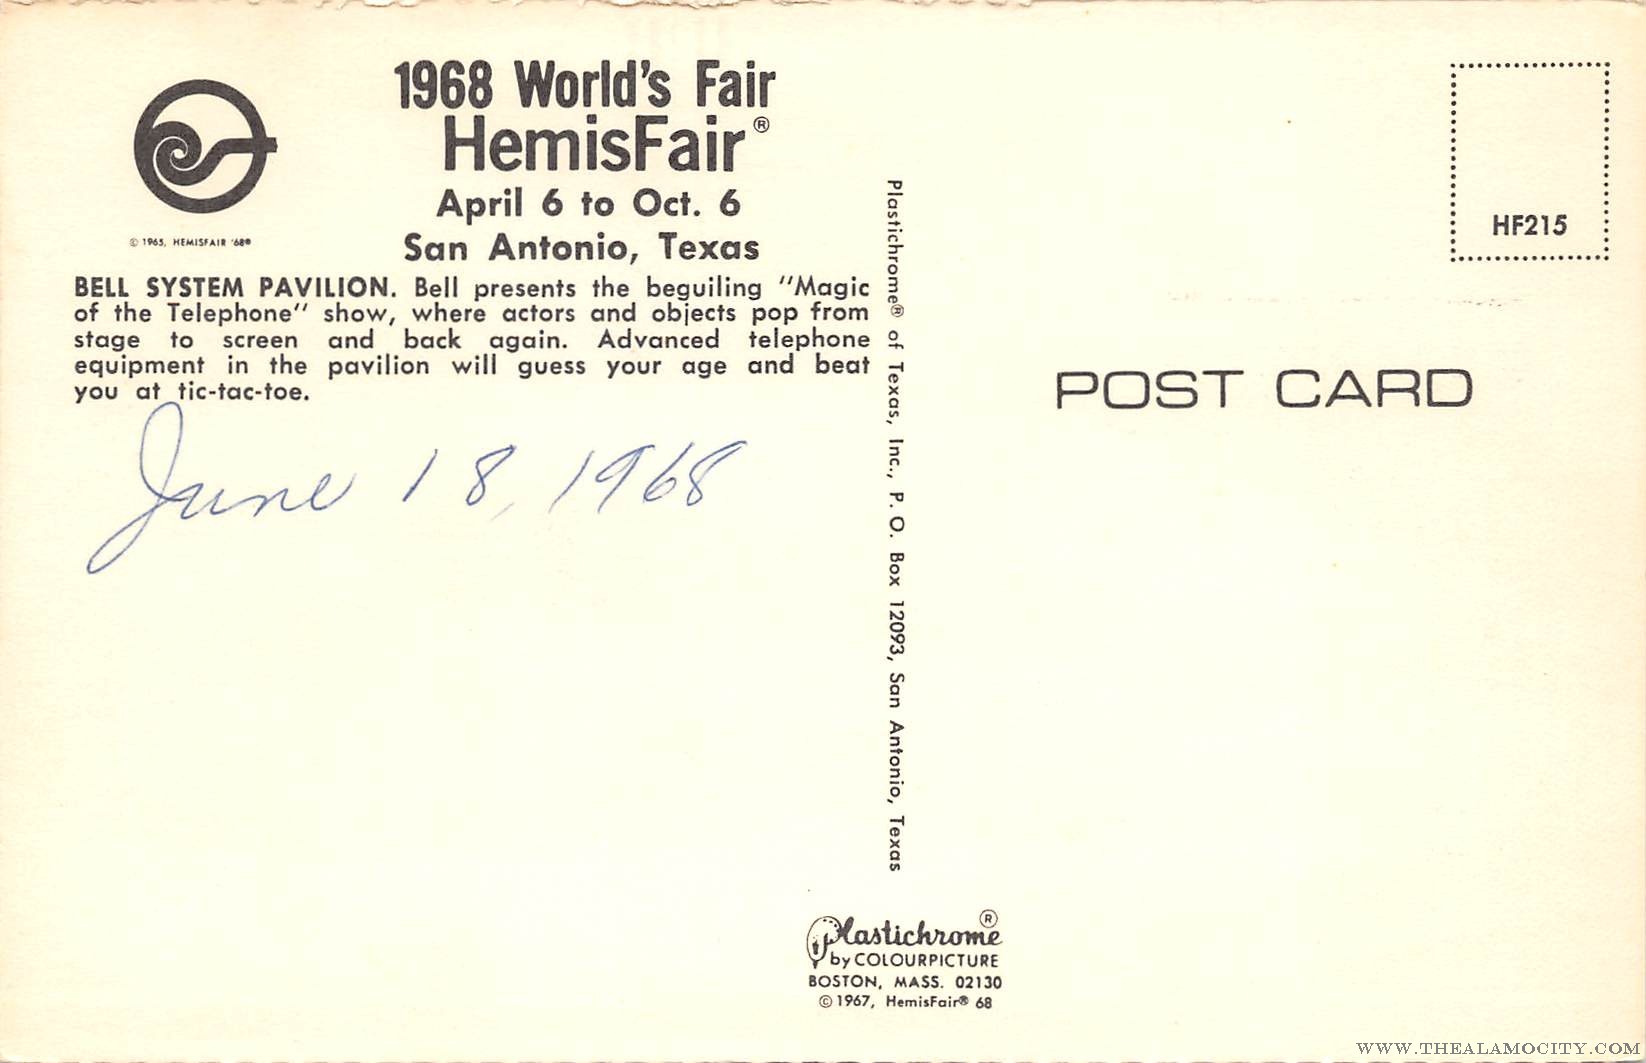 1968 World's Fair
HemisFair®
April 6 to Oct. 6
San Antonio, Texas
© 1965, HEMISFAIR '68®
BELL SYSTEM PAVILION. Bell presents the beguiling "Magic
of the Telephone" show, where actors and objects pop from
stage to screen and back again. Advanced telephone
equipment in the pavilion will guess your age and beat
you at tic-tac-toe.
June 18, 1968
Plastichrome® of Texas, Inc., P. O. Box 12093, San Antonio, Texas
HF215
POST CARD
Plastichrome®
by COLOURPICTURE
BOSTON, MASS. 02130
© 1967, HemisFair® 68
WWW.THEALAMOCITY.COM